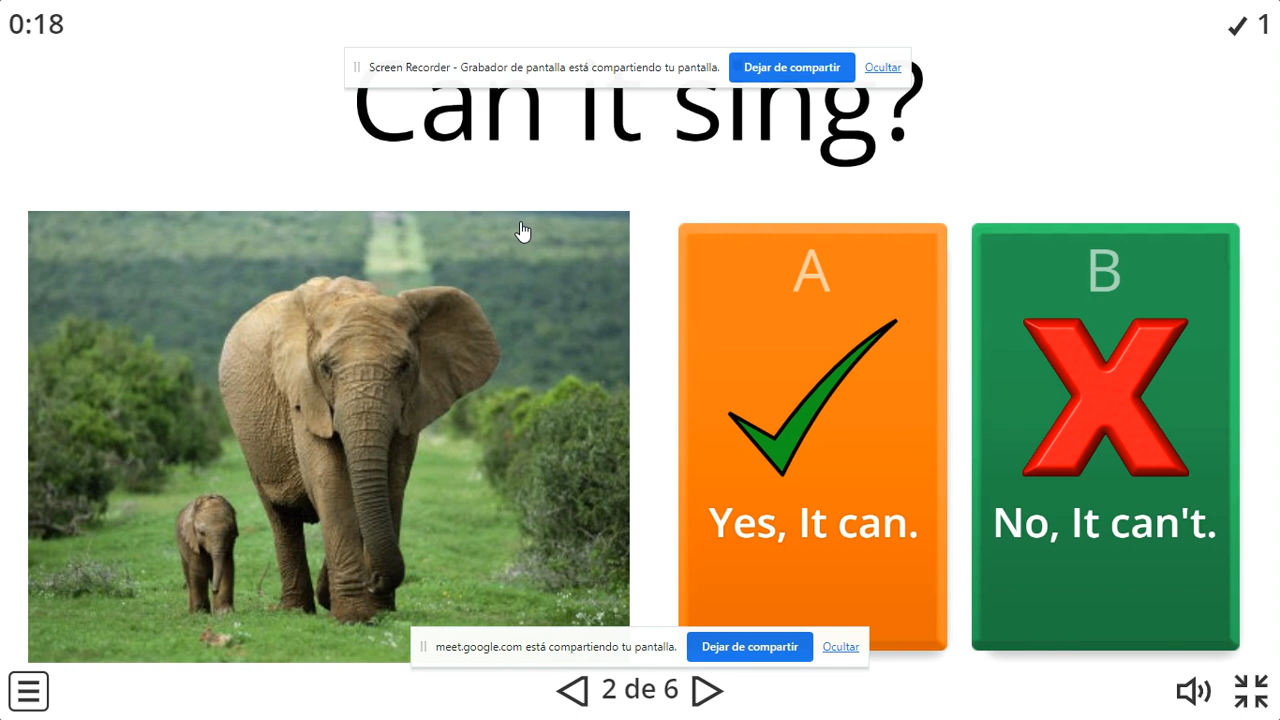 0:18
1
Screen Recorder - Grabador de pantalla está compartiendo tu pantalla.
Dejar de compartir
Ocultar
Can it sing?
A
B
Yes, It can.
No, It can't.
meet.google.com está compartiendo tu pantalla.
Dejar de compartir
Ocultar
2 de 6